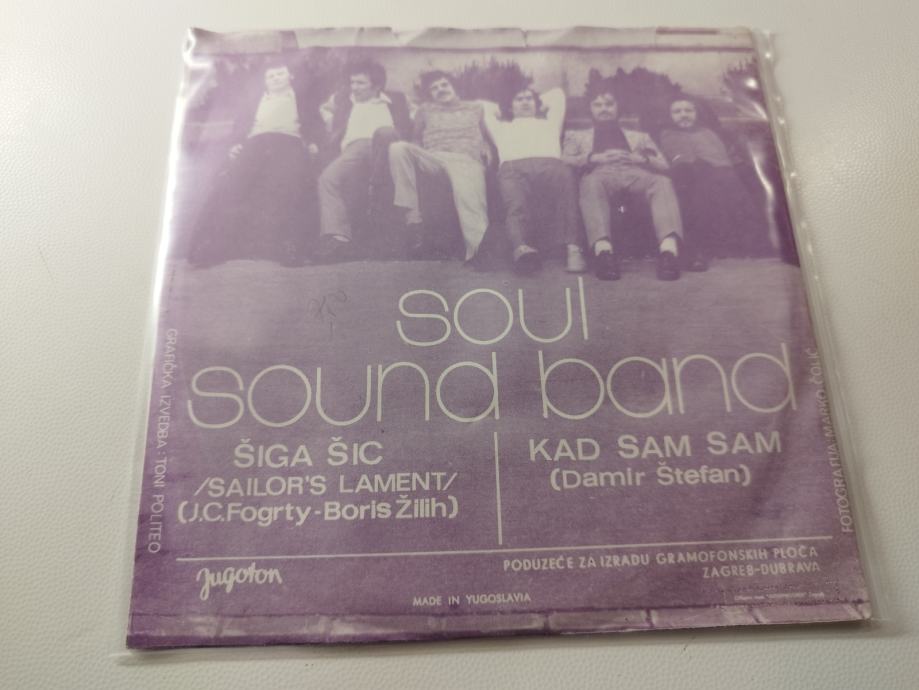 soul
sound band
ŠIGA ŠIC
/SAILOR'S LAMENT/
(J.C.Fogrty-Boris Žilih)
KAD SAM SAM
(Damir Štefan)
GRAFIČKA IZVEDBA : TONI POLITEO
FOTOGRAFIJA MARKO ČOLIĆ
Jugoton
PODUZEĆE ZA IZRADU GRAMOFONSKIH PLOČA
ZAGREB-DUBRAVA
MADE IN YUGOSLAVIA